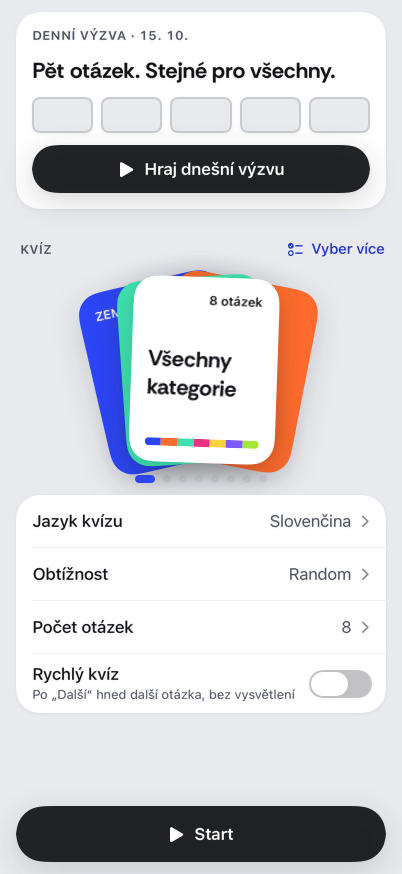 DENNÍ VÝZVA · 15. 10.
Pět otázek. Stejné pro všechny.
Hraj dnešní výzvu
KVÍZ
Vyber více
8 otázek
Všechny
kategorie
Jazyk kvízu
Slovenčina
Obtížnost
Random
Počet otázek
8
Rychlý kvíz
Po „Další“ hned další otázka, bez vysvětlení
Start